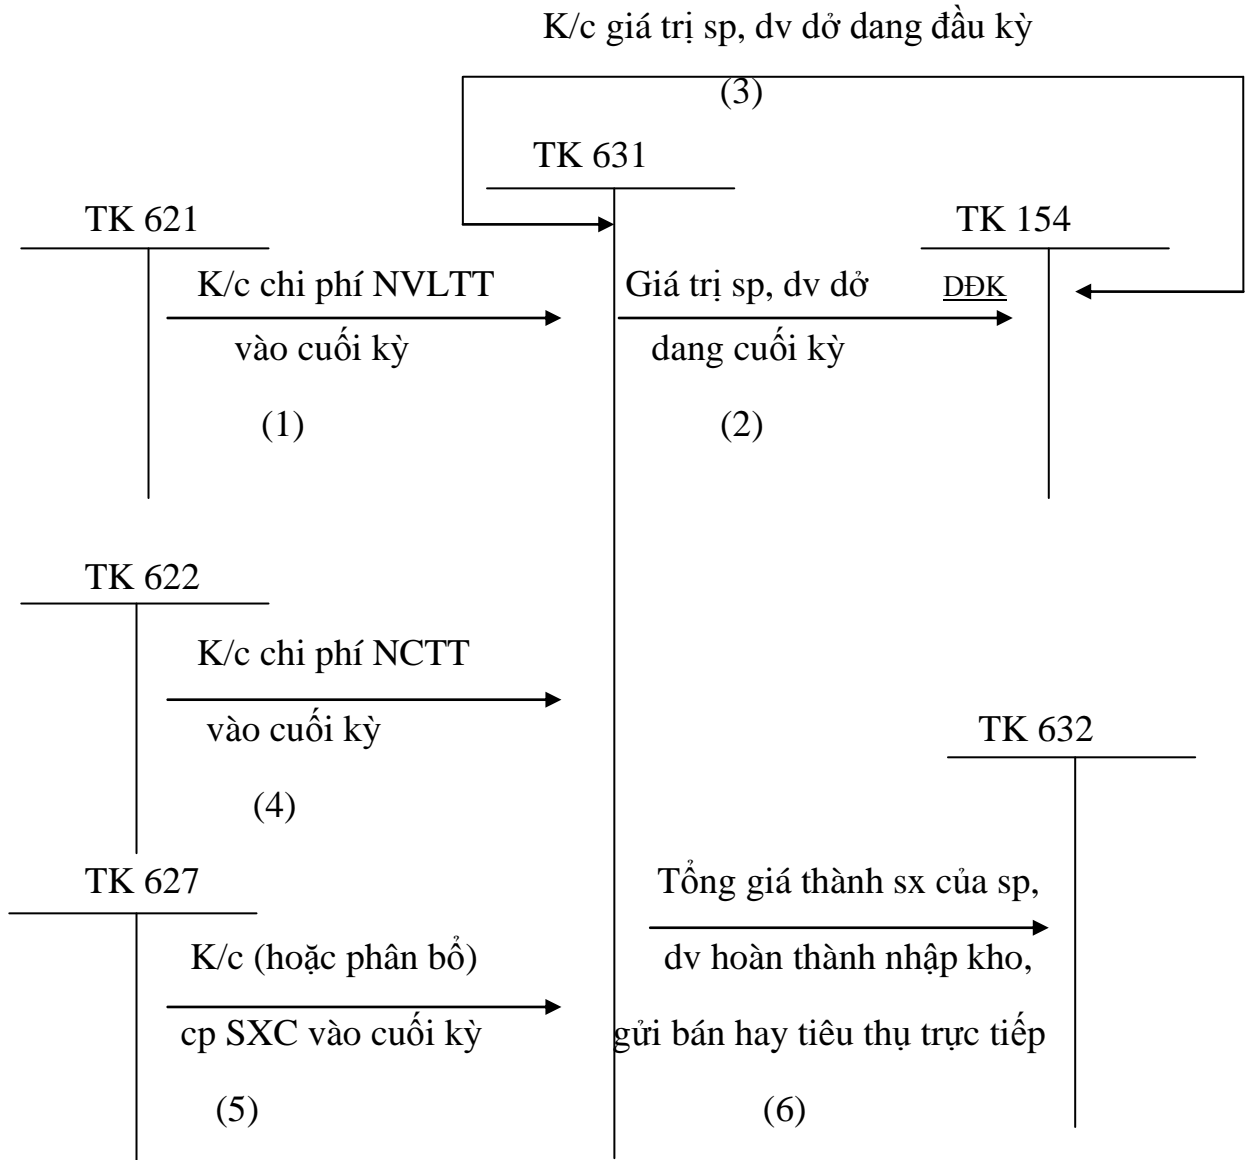 K/c giá trị sp, dv dở dang đầu kỳ
(3)
TK 631
TK 621
TK 154
K/c chi phí NVLTT
Giá trị sp, dv dở
DĐK
vào cuối kỳ
dang cuối kỳ
(1)
(2)
TK 622
K/c chi phí NCTT
vào cuối kỳ
TK 632
(4)
TK 627
Tổng giá thành sx của sp,
K/c (hoặc phân bổ)
dv hoàn thành nhập kho,
cp SXC vào cuối kỳ
gửi bán hay tiêu thụ trực tiếp
(5)
(6)